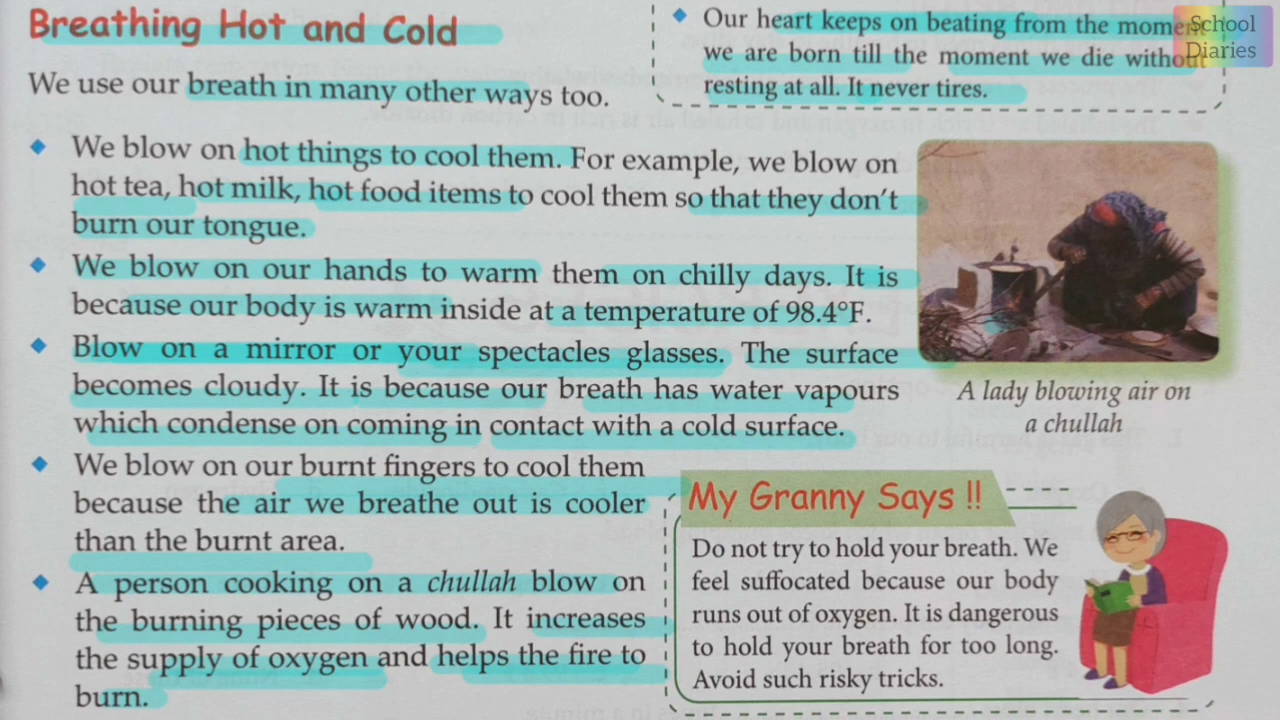 Breathing Hot and Cold
We use our breath in many other ways too.
We blow on hot things to cool them. For example, we blow on
hot tea, hot milk, hot food items to cool them so that they don't
burn our tongue.
We blow on our hands to warm them on chilly days. It is
because our body is warm inside at a temperature of 98.4°F.
Blow on a mirror or your spectacles glasses. The surface
becomes cloudy. It is because our breath has water vapours
which condense on coming in contact with a cold surface.
We blow on our burnt fingers to cool them
because the air we breathe out is cooler
than the burnt area.
A person cooking on a chullah blow on
the burning pieces of wood. It increases
the supply of oxygen and helps the fire to
burn.
Our heart keeps on beating from the moment
we are born till the moment we die without
resting at all. It never tires.
School
Diaries
A lady blowing air on
a chullah
My Granny Says !!
Do not try to hold your breath. We
feel suffocated because our body
runs out of oxygen. It is dangerous
to hold your breath for too long.
Avoid such risky tricks.